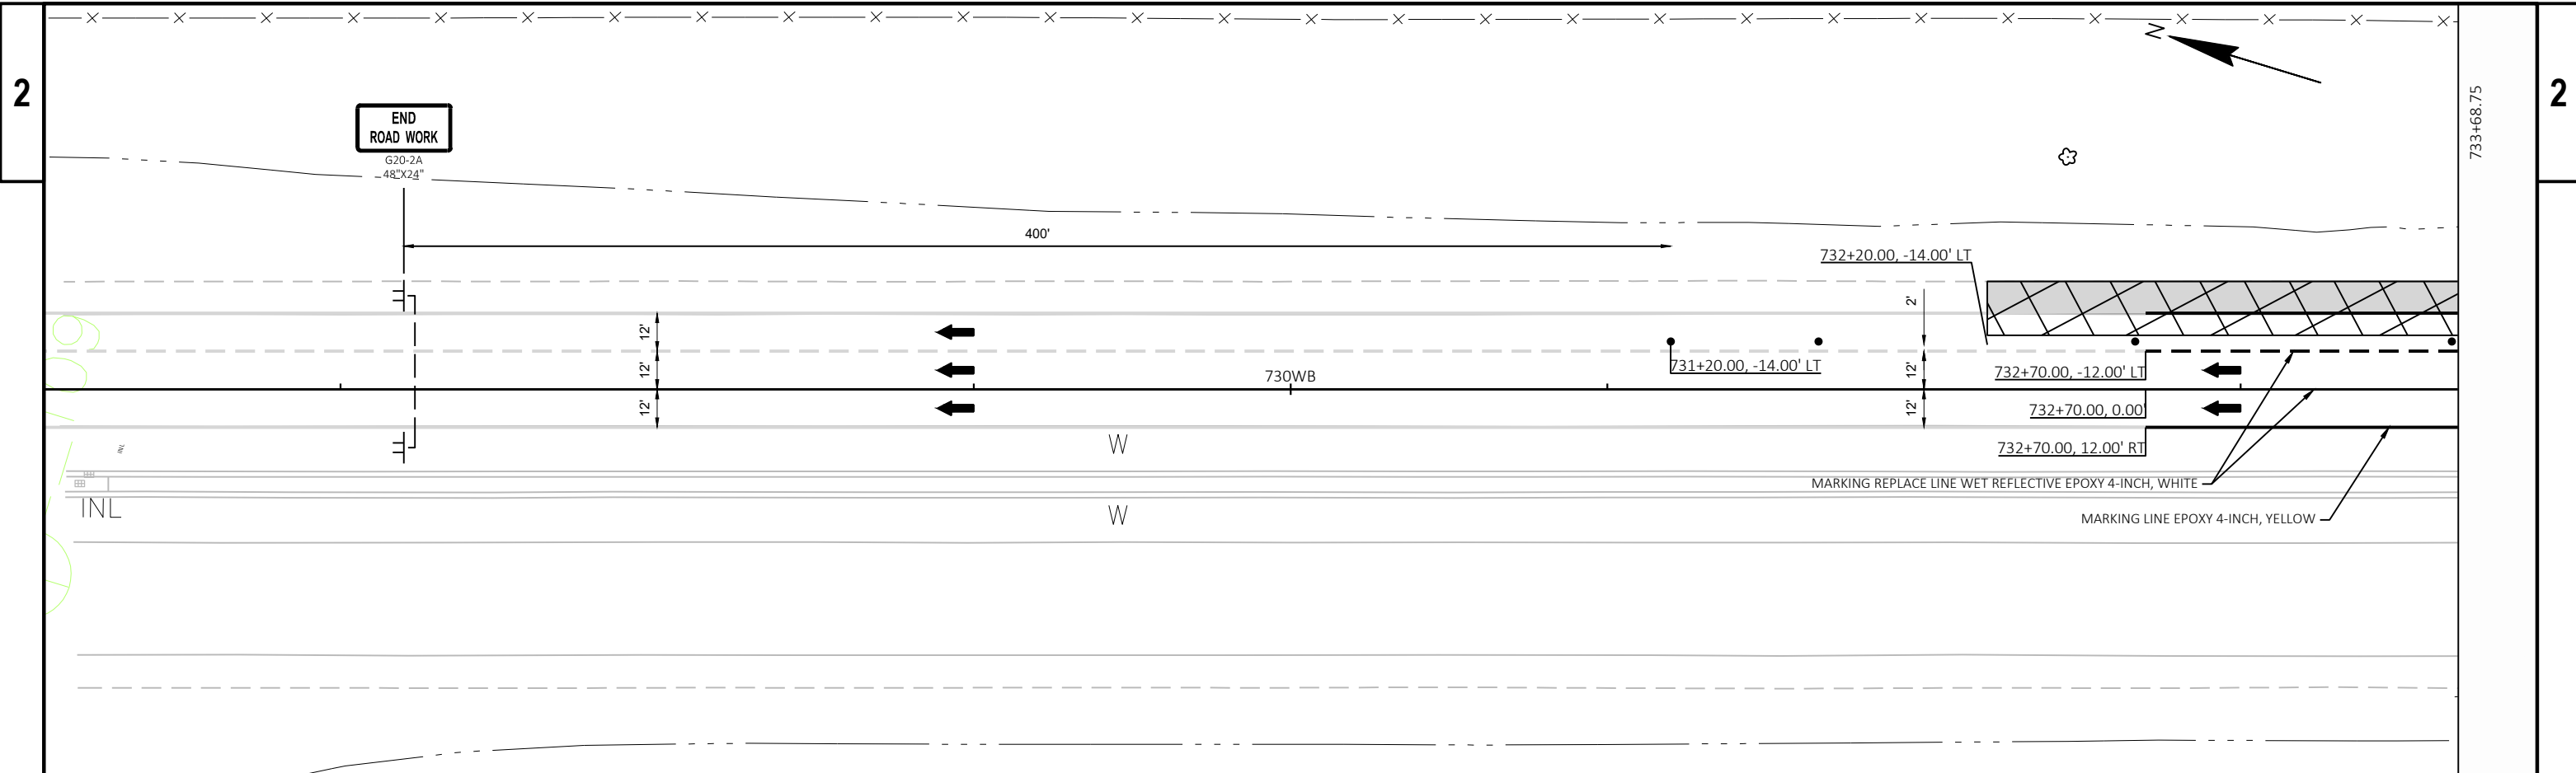 2
2
N
733+68.75
END
ROAD WORK
G20-2A
48"X24"
400'
732+20.00, -14.00' LT
2'
12'
12'
12'
12'
12'
731+20.00, -14.00' LT
730WB
732+70.00, -12.00' LT
732+70.00, 0.00'
732+70.00, 12.00' RT
W
INL
MARKING REPLACE LINE WET REFLECTIVE EPOXY 4-INCH, WHITE
INL
W
MARKING LINE EPOXY 4-INCH, YELLOW